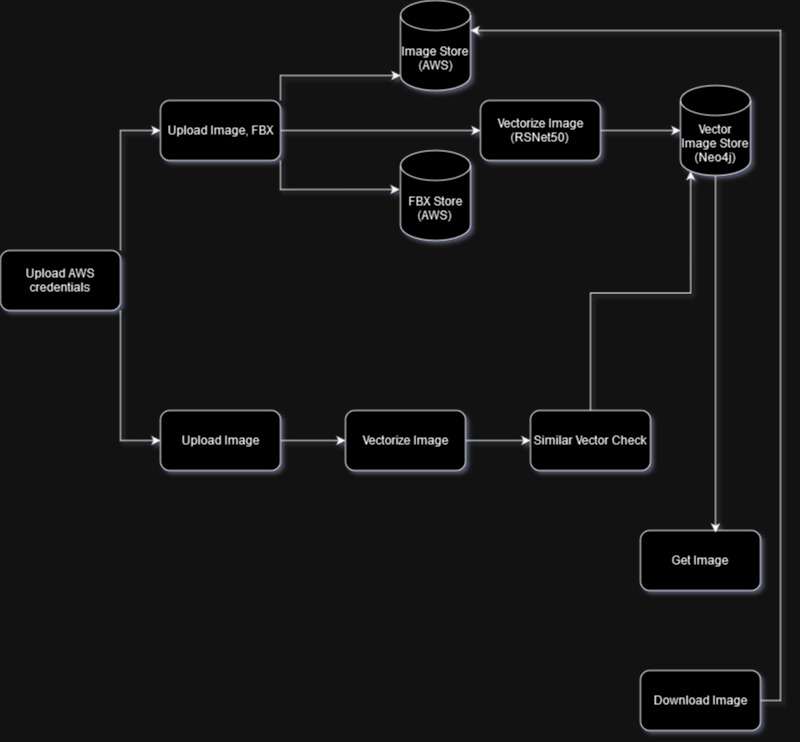 Image Store
(AWS)
Upload Image, FBX
Vectorize Image
(RSNet50)
Vector
Image Store
(Neo4j)
FBX Store
(AWS)
Upload AWS
credentials
Upload Image
Vectorize Image
Similar Vector Check
Get Image
Download Image